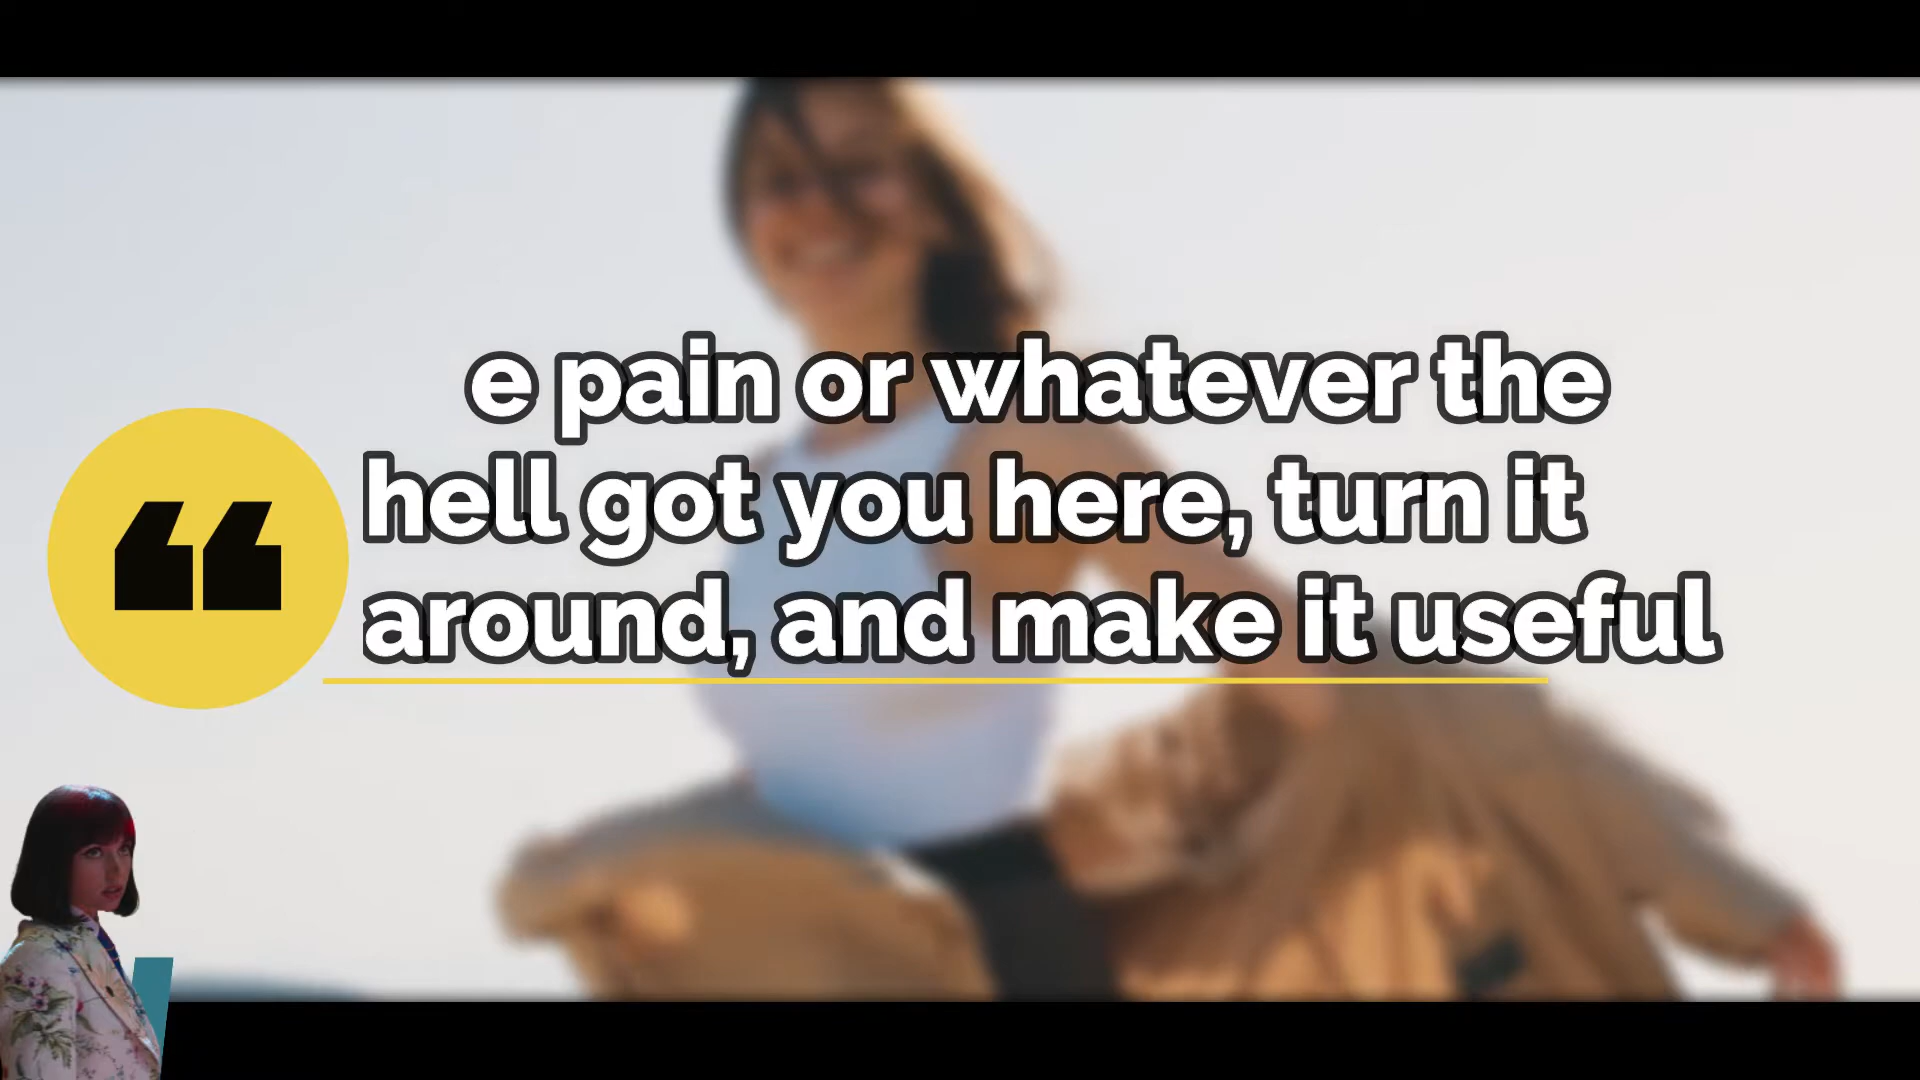 e pain or whatever the
hell got you here, turn it
around, and make it useful